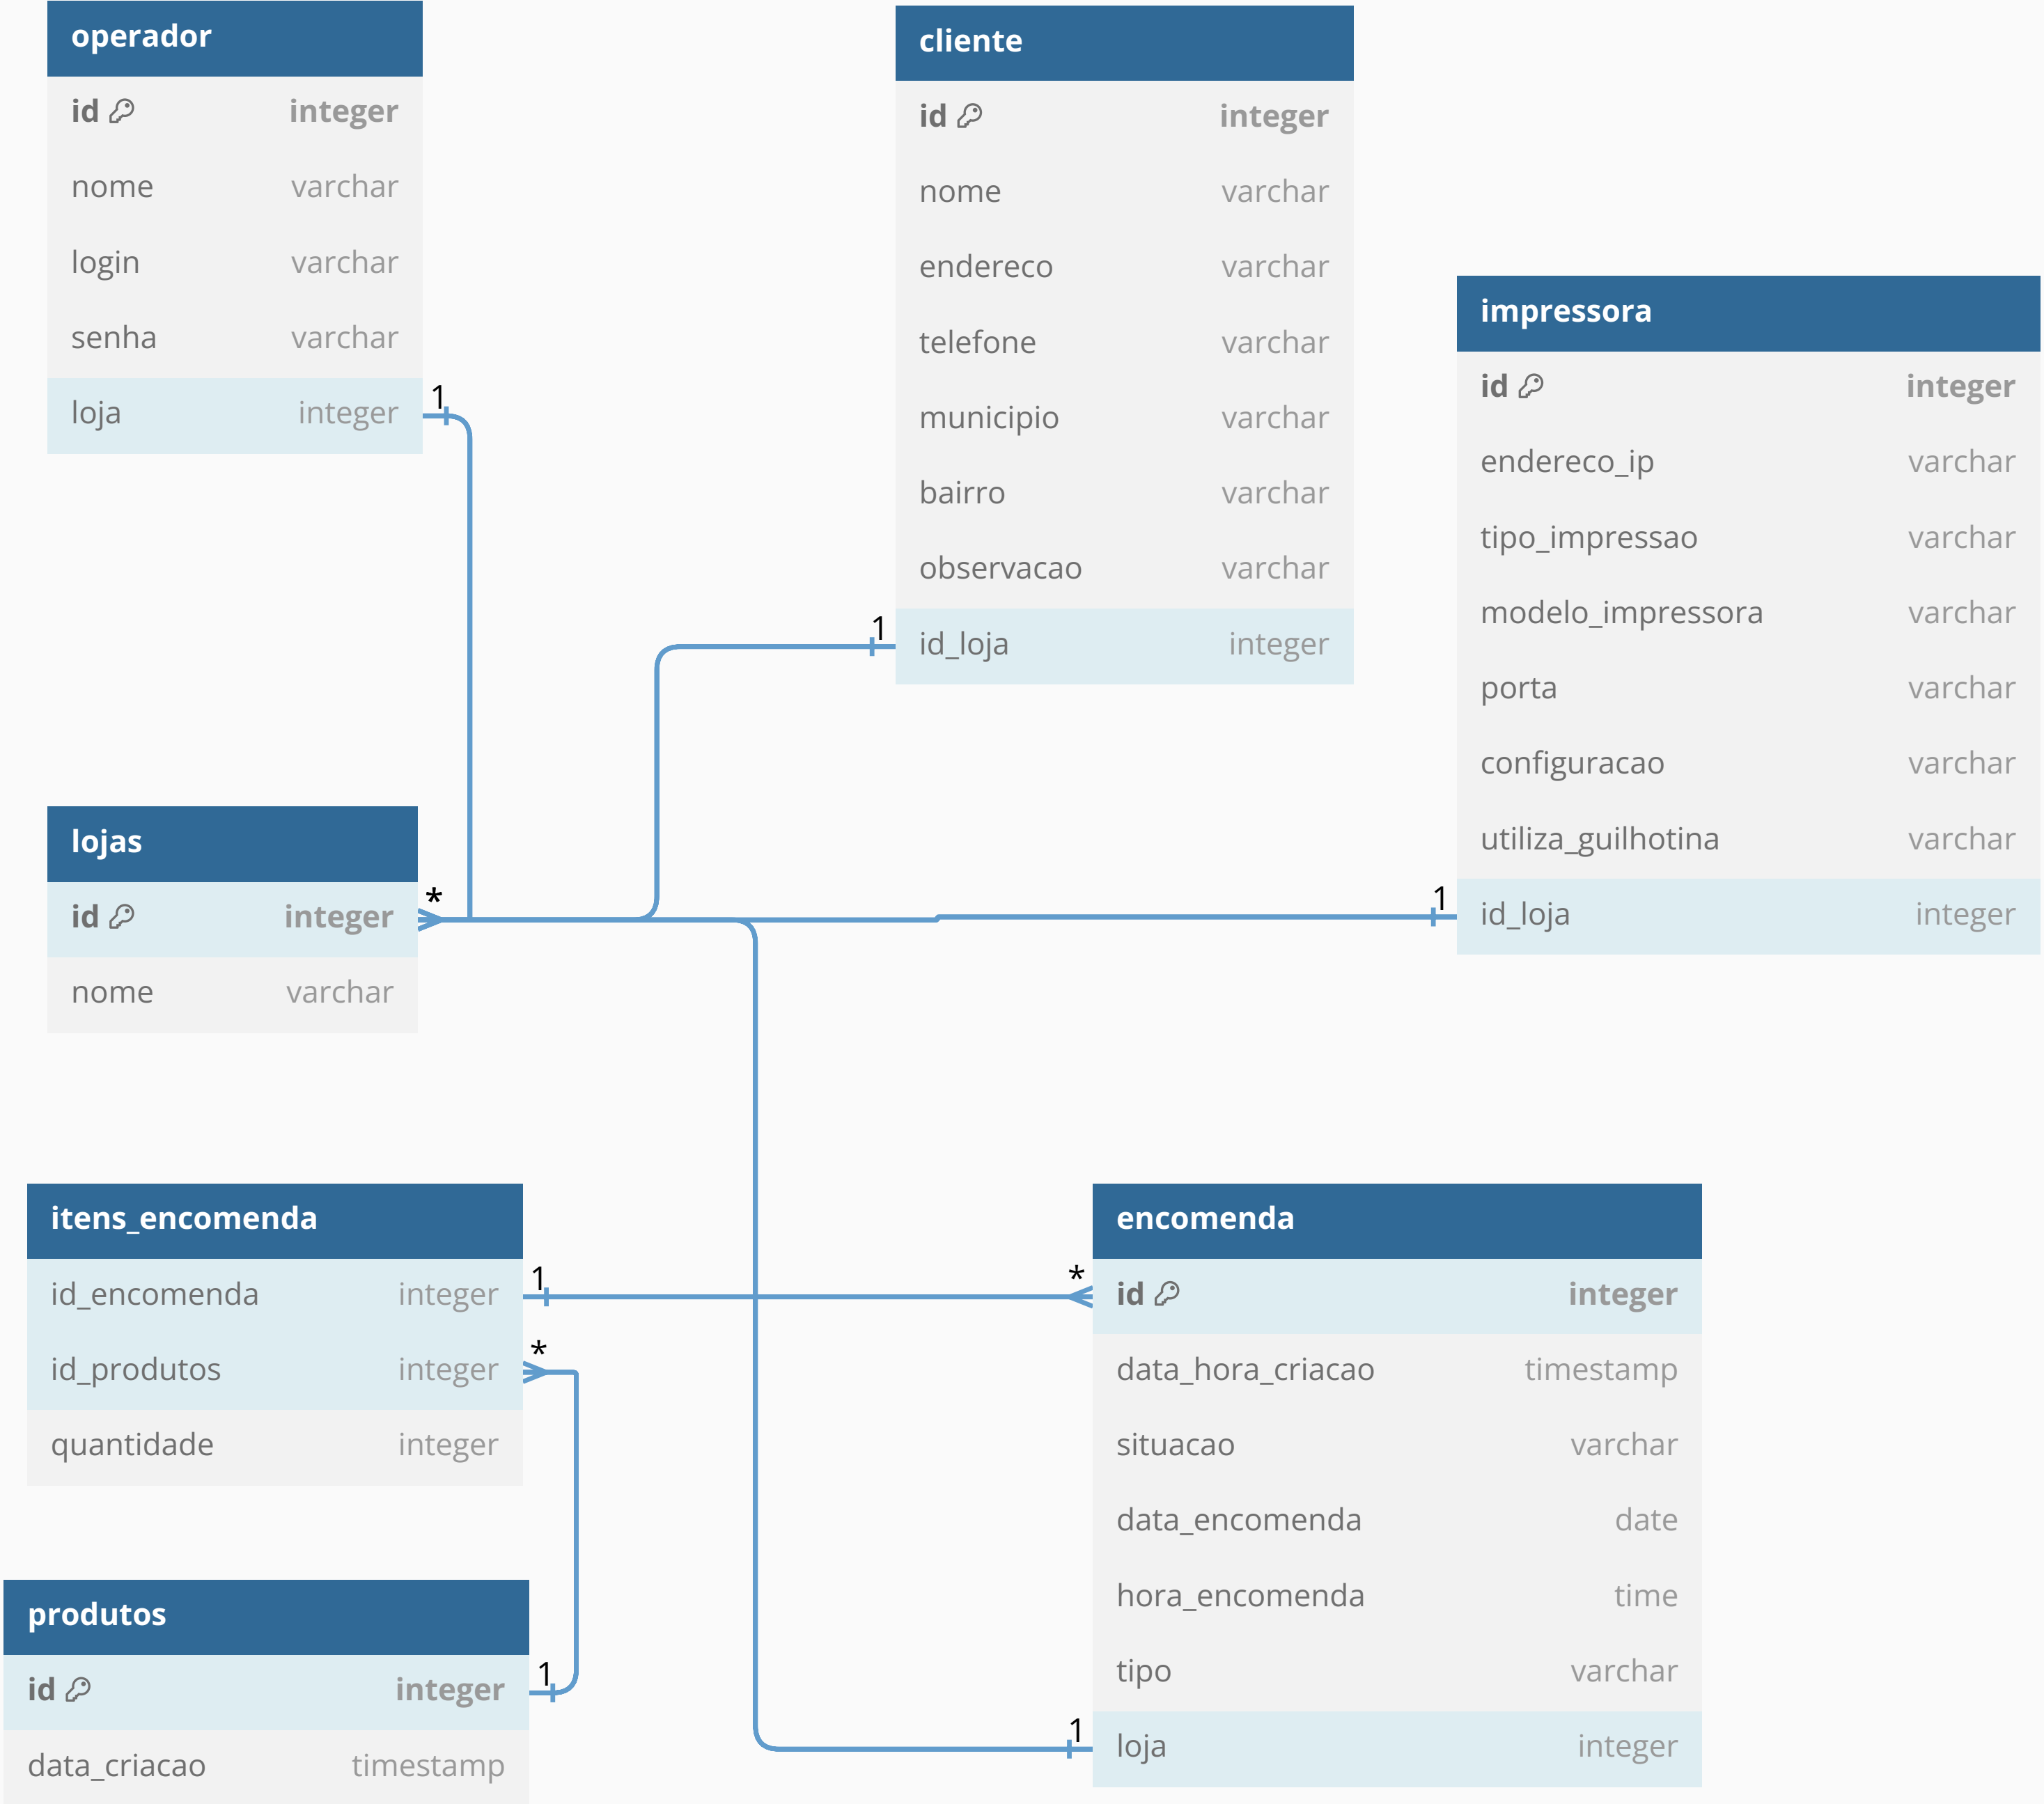 operador
id integer
nome varchar
login varchar
senha varchar
loja integer
1
cliente
id integer
nome varchar
endereco varchar
telefone varchar
municipio varchar
bairro varchar
observacao varchar
1
id_loja integer
impressora
id integer
endereco_ip varchar
tipo_impressao varchar
modelo_impressora varchar
porta varchar
configuracao varchar
utiliza_guilhotina varchar
1
id_loja integer
lojas
*
id integer
nome varchar
itens_encomenda
id_encomenda integer
1
id_produtos integer
*
quantidade integer
encomenda
*
id integer
data_hora_criacao timestamp
situacao varchar
data_encomenda date
hora_encomenda time
tipo varchar
1
loja integer
produtos
id integer
1
data_criacao timestamp